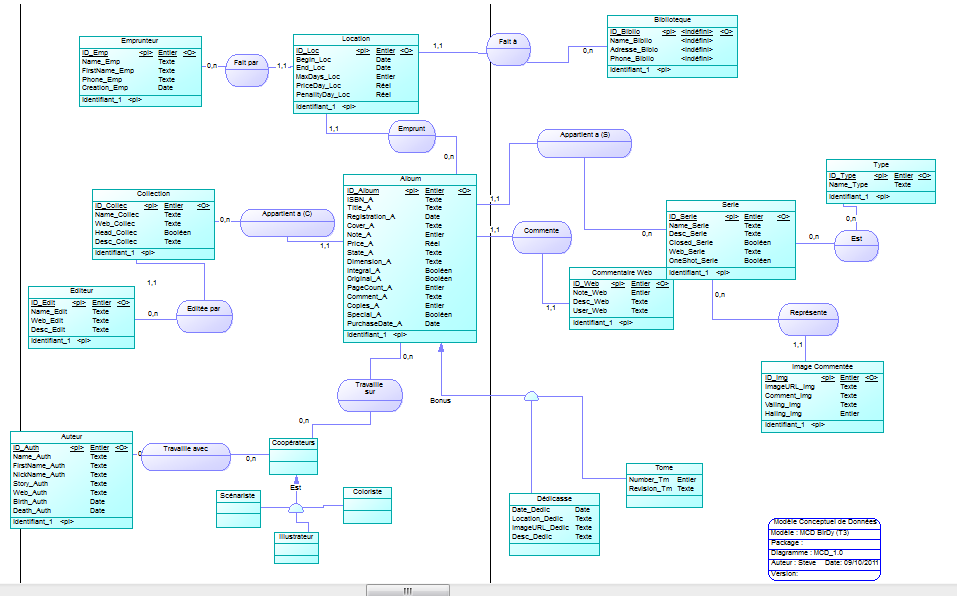 Emprunteur
ID_Emp <pi> Entier <O>
Name_Emp Texte
FirstName_Emp Texte
Phone_Emp Texte
Creation_Emp Date
Identifiant_1 <pi>
0,n
Fait par
1,1
Location
ID_Loc <pi> Entier <O>
Begin_Loc Date
End_Loc Date
MaxDays_Loc Entier
PriceDay_Loc Réel
PenalityDay_Loc Réel
Identifiant_1 <pi>
1,1
Fait à
0,n
Biblioteque
ID_Biblio <pi> <Indéfini> <O>
Name_Biblio <Indéfini>
Adresse_Biblio <Indéfini>
Phone_Biblio <Indéfini>
Identifiant_1 <pi>
1,1
Emprunt
0,n
Appartient a (S)
1,1
0,n
Collection
ID_Collec <pi> Entier <O>
Name_Collec Texte
Web_Collec Texte
Head_Collec Booléen
Desc_Collec Texte
Identifiant_1 <pi>
0,n
Appartient a (C)
1,1
Album
ID_Album <pi> Entier <O>
ISBN_A Texte
Title_A Texte
Registration_A Date
Cover_A Texte
Note_A Entier
Price_A Réel
State_A Texte
Dimension_A Texte
Integral_A Booléen
Original_A Booléen
PageCount_A Entier
Comment_A Texte
Copies_A Entier
Special_A Booléen
PurchaseDate_A Date
Identifiant_1 <pi>
1,1
Commente
1,1
Commentaire Web
ID_Web <pi> Entier <O>
Note_Web Entier
Desc_Web Texte
User_Web Texte
Identifiant_1 <pi>
Serie
ID_Serie <pi> Entier <O>
Name_Serie Texte
Desc_Serie Texte
Closed_Serie Booléen
Web_Serie Texte
OneShot_Serie Booléen
Identifiant_1 <pi>
Type
ID_Type <pi> Entier <O>
Name_Type Texte
Identifiant_1 <pi>
0,n
Est
0,n
0,n
Représente
1,1
Image Commentée
ID_Img <pi> Entier <O>
ImageURL_Img Texte
Comment_Img Texte
Valing_Img Texte
Haling_Img Entier
Identifiant_1 <pi>
1,1
Editée par
0,n
Editeur
ID_Edit <pi> Entier <O>
Name_Edit Texte
Web_Edit Texte
Desc_Edit Texte
Identifiant_1 <pi>
0,n
Travaille
sur
0,n
Bonus
Auteur
ID_Auth <pi> Entier <O>
Name_Auth Texte
FirstName_Auth Texte
NickName_Auth Texte
Story_Auth Texte
Web_Auth Texte
Birth_Auth Date
Death_Auth Date
Identifiant_1 <pi>
Travaille avec
0,n
Coopérateurs
Est
Scénariste
Coloriste
Illustrateur
Dédicasse
Date_Dedic Date
Location_Dedic Texte
ImageURL_Dedic Texte
Desc_Dedic Texte
Tome
Number_Tm Entier
Revision_Tm Texte
Modèle Conceptuel de Données
Modèle : MCD BirDy (T3)
Package :
Diagramme : MCD_1.0
Auteur : Steve Date: 09/10/2011
Version: